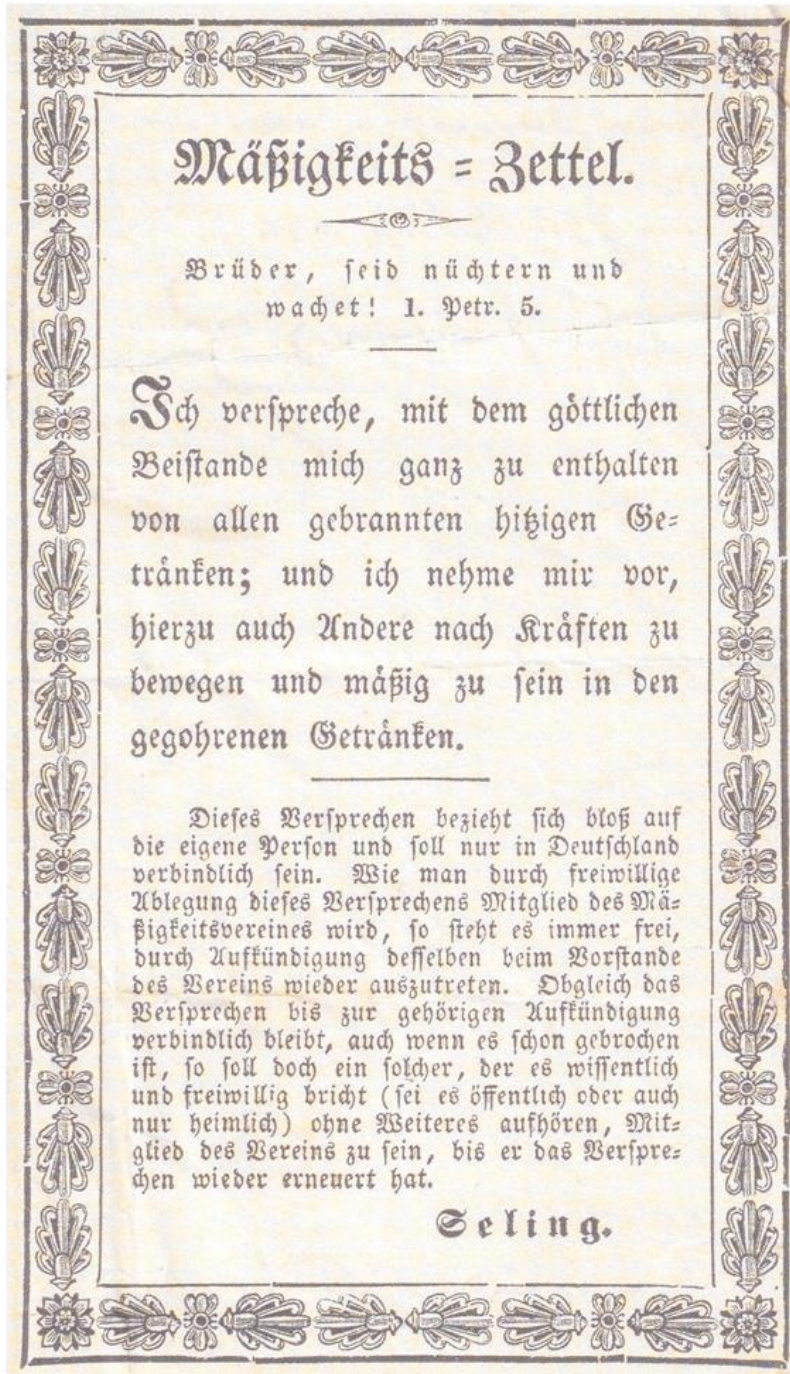 Mäßigkeits = Zettel.
Brüder, seid nüchtern und
wachet! 1. Petr. 5.
Ich verspreche, mit dem göttlichen
Beistande mich ganz zu enthalten
von allen gebrannten hitzigen Ge=
tränken; und ich nehme mir vor,
hierzu auch Andere nach Kräften zu
bewegen und mäßig zu sein in den
gegohrenen Getränken.
Dieses Versprechen bezieht sich bloß auf
die eigene Person und soll nur in Deutschland
verbindlich sein. Wie man durch freiwillige
Ablegung dieses Versprechens Mitglied des Mä=
ßigkeitsvereines wird, so steht es immer frei,
durch Aufkündigung desselben beim Vorstande
des Vereins wieder auszutreten. Obgleich das
Versprechen bis zur gehörigen Aufkündigung
verbindlich bleibt, auch wenn es schon gebrochen
ist, so soll doch ein solcher, der es wissentlich
und freiwillig bricht (sei es öffentlich oder auch
nur heimlich) ohne Weiteres aufhören, Mit=
glied des Vereins zu sein, bis er das Verspre=
chen wieder erneuert hat.
Seling.